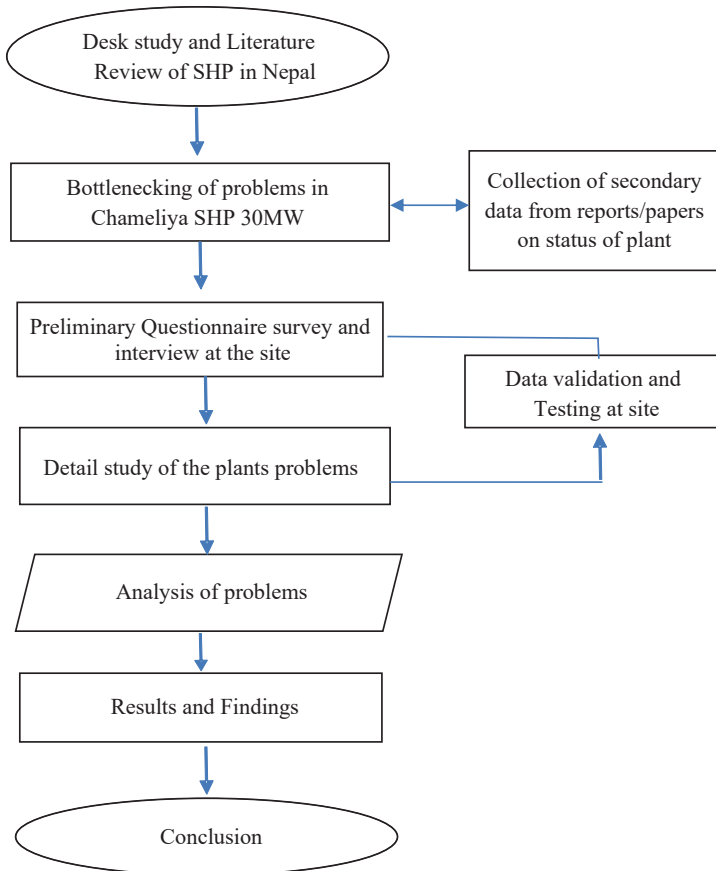 Desk study and Literature
Review of SHP in Nepal
Bottlenecking of problems in
Chameliya SHP 30MW
Collection of secondary
data from reports/papers
on status of plant
Preliminary Questionnaire survey and
interview at the site
Data validation and
Testing at site
Detail study of the plants problems
Analysis of problems
Results and Findings
Conclusion